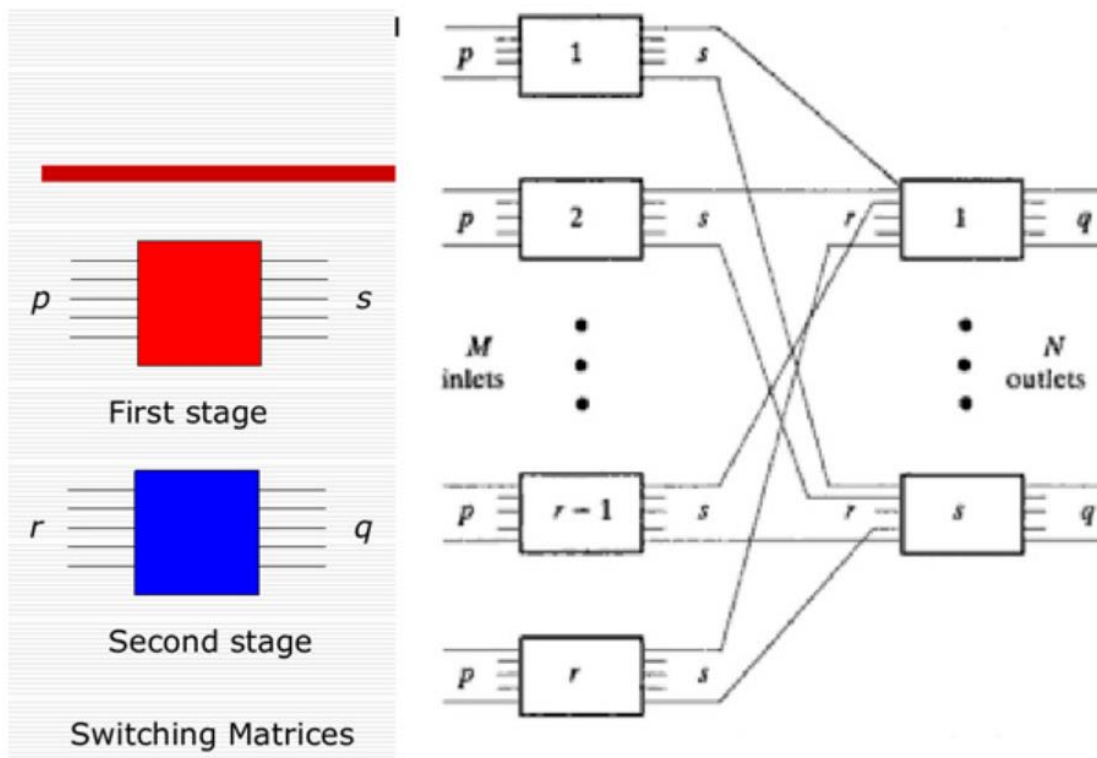 p
s
First stage
r
q
Second stage
Switching Matrices
p
1
s
p
2
s
r
1
q
M
inlets
N
outlets
p
r − 1
s
r
s
q
p
r
s